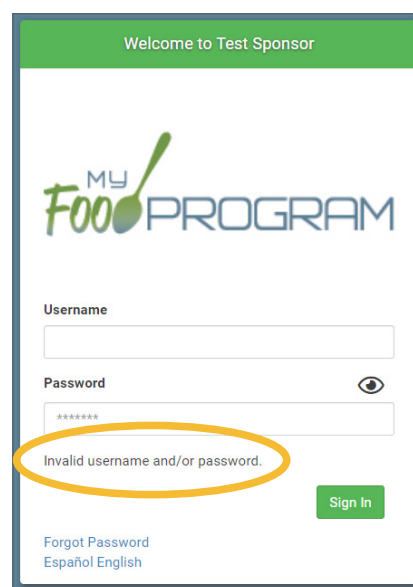 Welcome to Test Sponsor
MY
FOOD PROGRAM
Username
Password
*******
Invalid username and/or password.
Sign In
Forgot Password
Español English